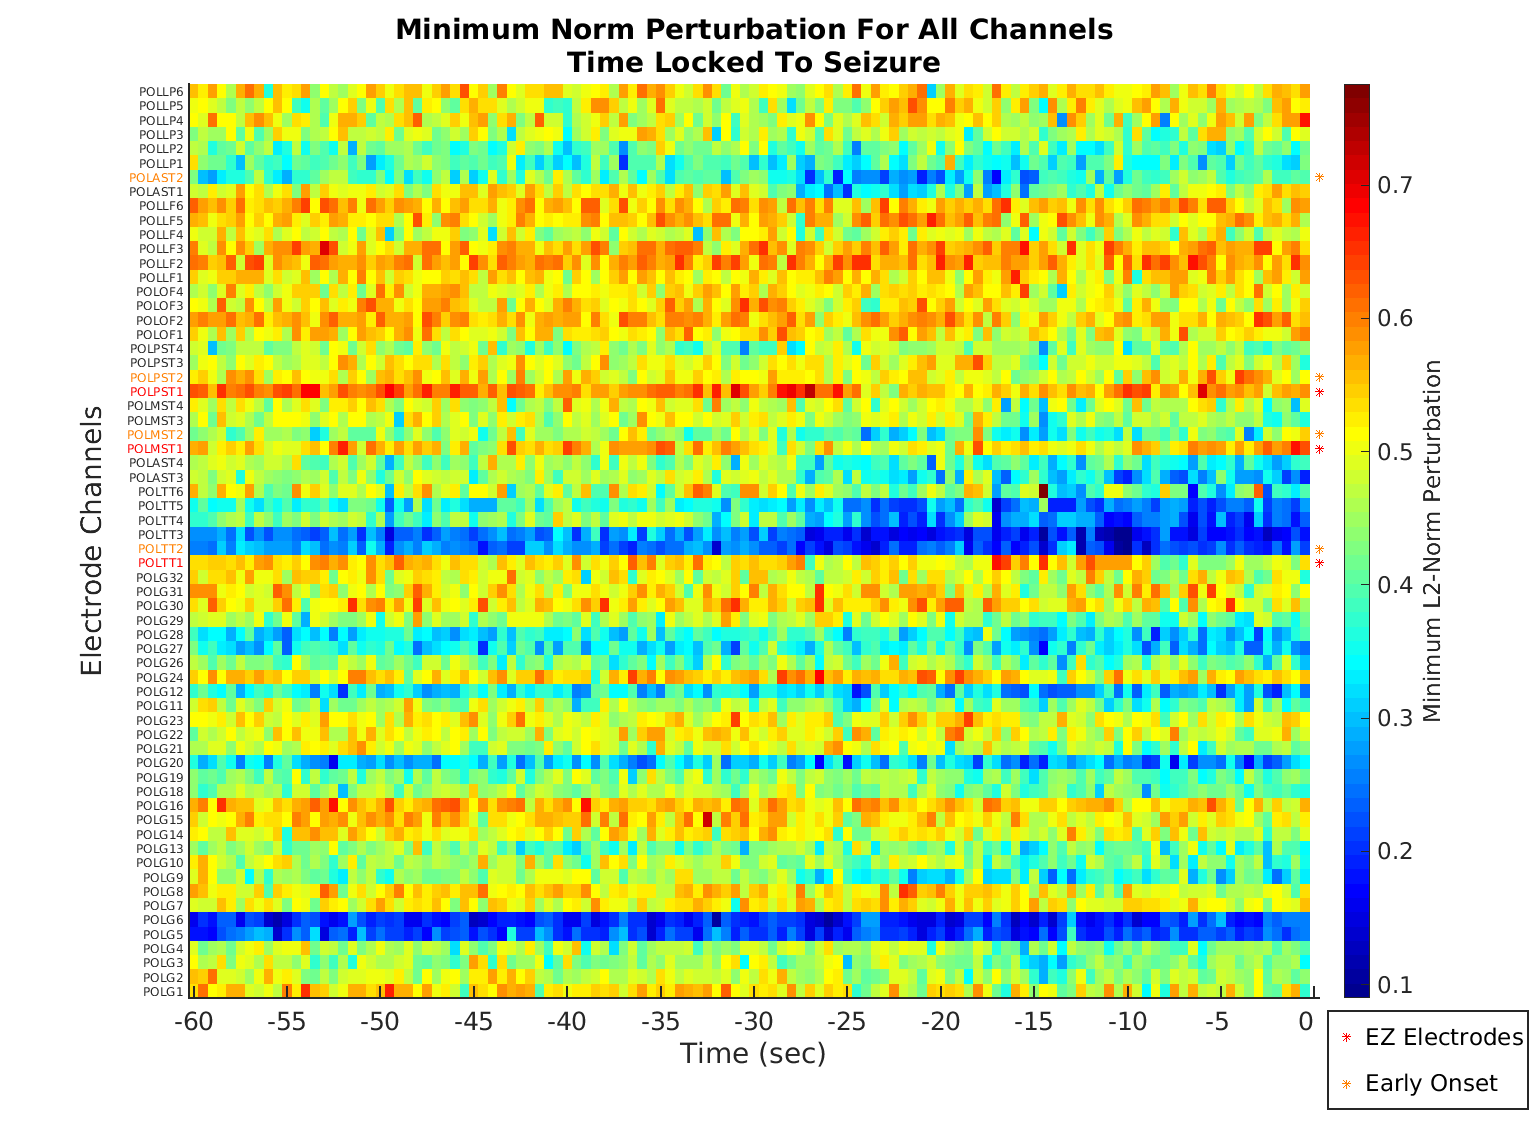 Minimum Norm Perturbation For All Channels
Time Locked To Seizure
Electrode Channels
POLLP6
POLLP5
POLLP4
POLLP3
POLLP2
POLLP1
POLAST2
POLAST1
POLLF6
POLLF5
POLLF4
POLLF3
POLLF2
POLLF1
POLOF4
POLOF3
POLOF2
POLOF1
POLPST4
POLPST3
POLPST2
POLPST1
POLMST4
POLMST3
POLMST2
POLMST1
POLAST4
POLAST3
POLTT6
POLTT5
POLTT4
POLTT3
POLTT2
POLTT1
POLG32
POLG31
POLG30
POLG29
POLG28
POLG27
POLG26
POLG24
POLG12
POLG11
POLG23
POLG22
POLG21
POLG20
POLG19
POLG18
POLG16
POLG15
POLG14
POLG13
POLG10
POLG9
POLG8
POLG7
POLG6
POLG5
POLG4
POLG3
POLG2
POLG1
-60 -55 -50 -45 -40 -35 -30 -25 -20 -15 -10 -5 0
Time (sec)
0.7
0.6
0.5
0.4
0.3
0.2
0.1
Minimum L2-Norm Perturbation
EZ Electrodes
Early Onset